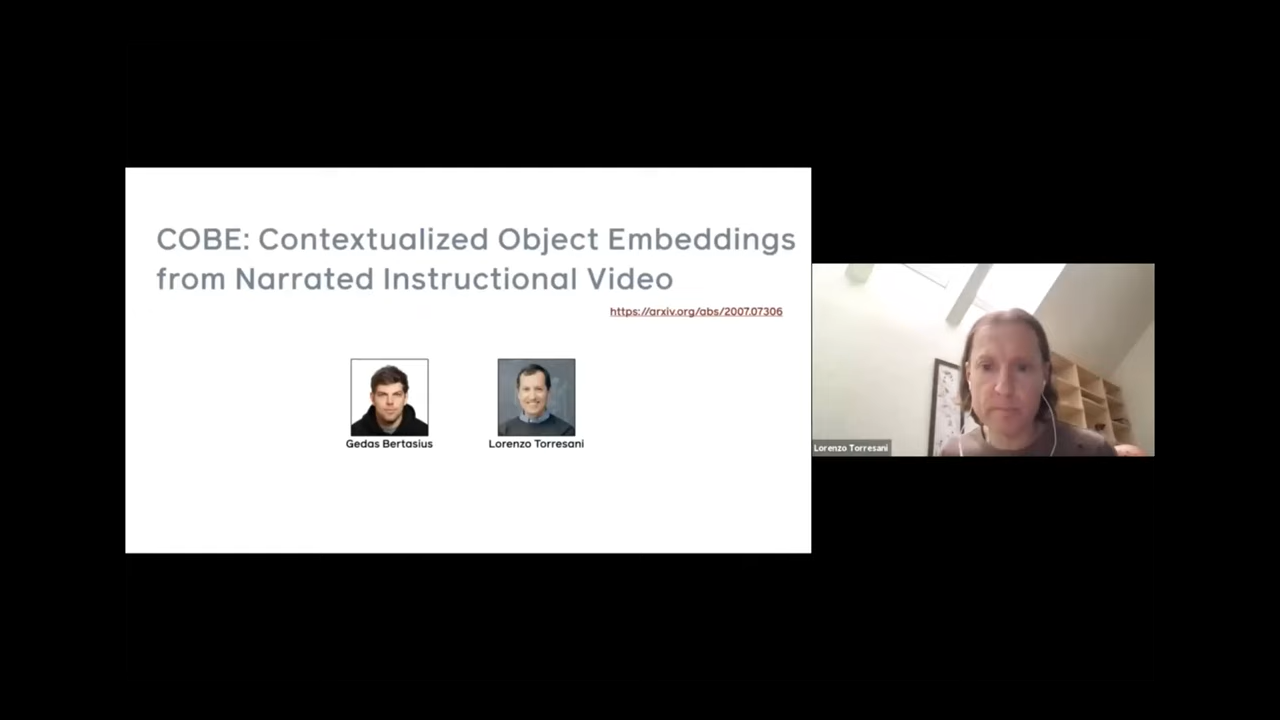 COBE: Contextualized Object Embeddings
from Narrated Instructional Video
https://arxiv.org/abs/2007.07306
Gedas Bertasius
Lorenzo Torresani
Lorenzo Torresani